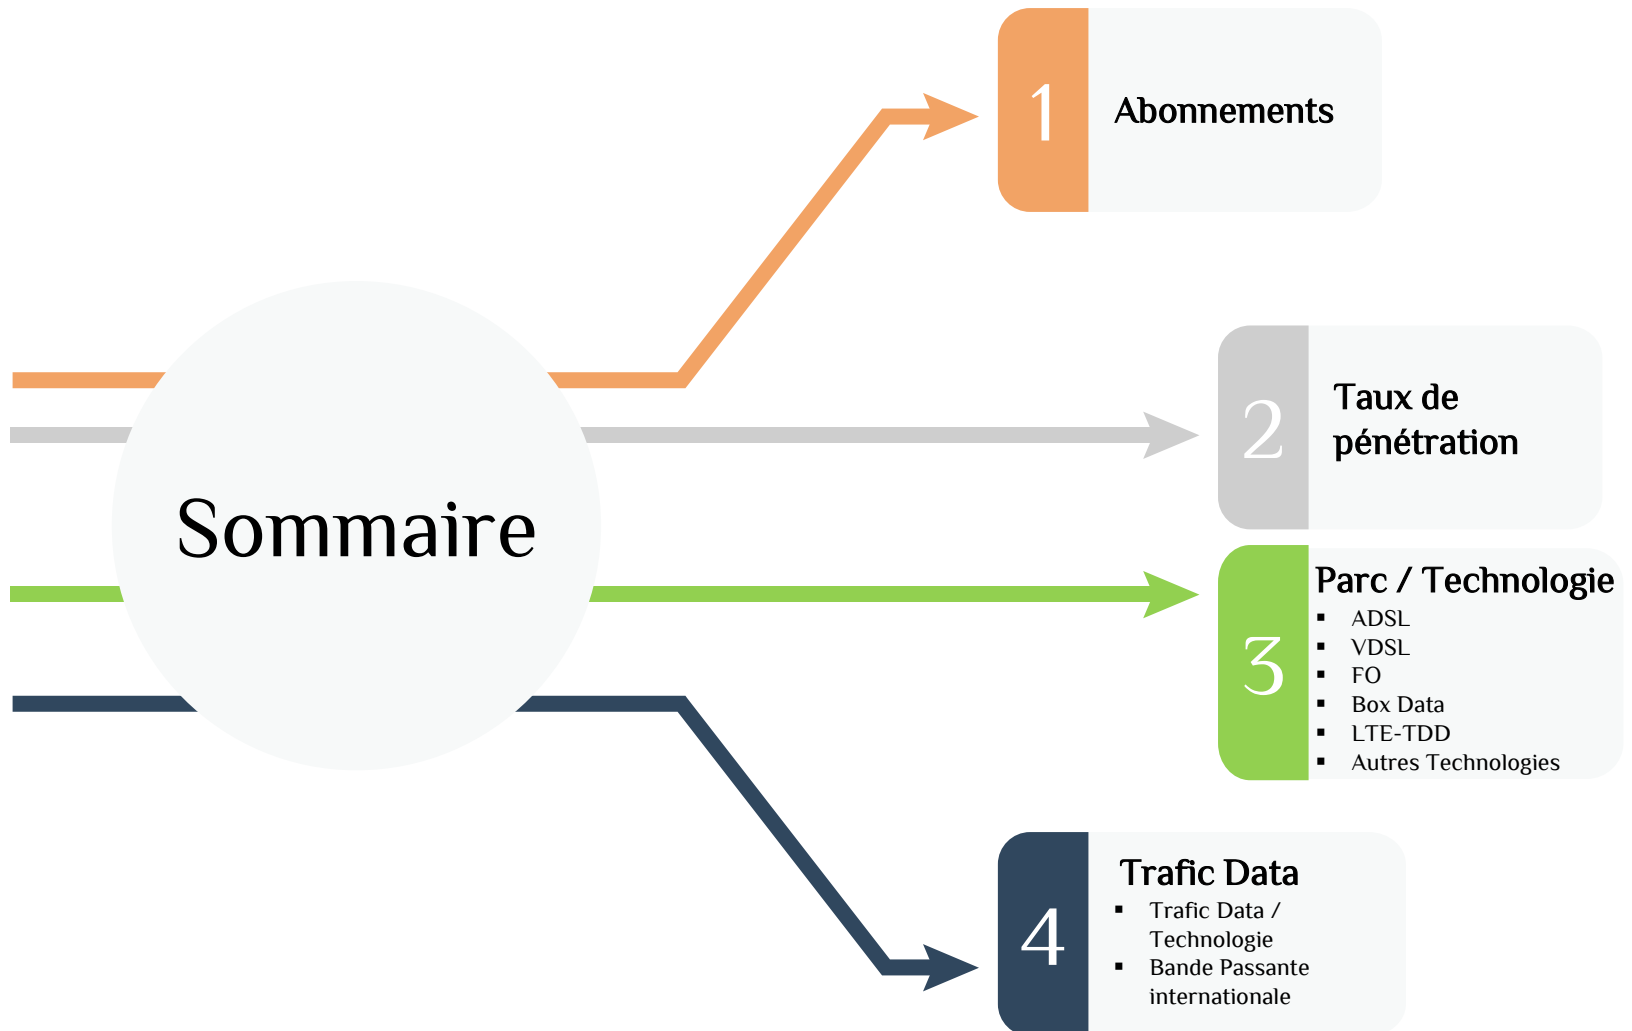 Sommaire
1
Abonnements
2
Taux de
pénétration
3
Parc / Technologie
▪ ADSL
▪ VDSL
▪ FO
▪ Box Data
▪ LTE-TDD
▪ Autres Technologies
4
Trafic Data
▪ Trafic Data /
Technologie
▪ Bande Passante
internationale